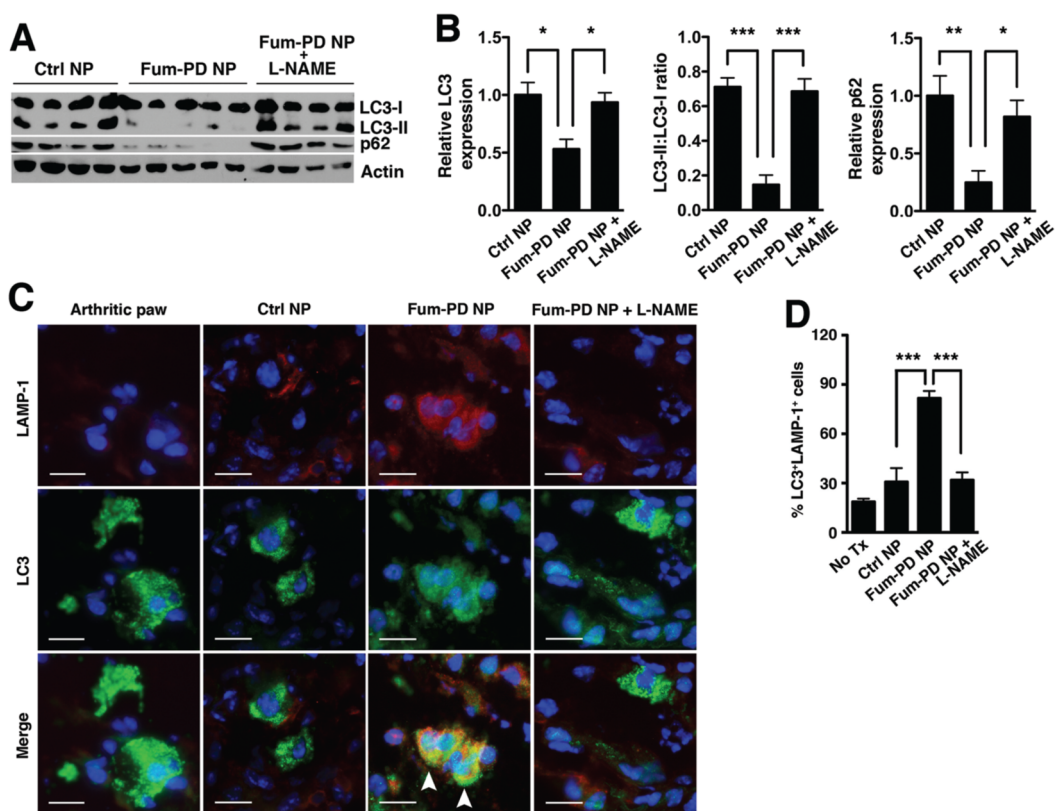 A
Fum-PD NP
+
Ctrl NP Fum-PD NP L-NAME
LC3-I
LC3-II
p62
Actin
B
Relative LC3
expression
1.5
1.0
0.5
0.0
* *
Ctrl NP
Fum-PD NP
Fum-PD NP +
L-NAME
LC3-II:LC3-I ratio
1.0
0.8
0.6
0.4
0.2
0.0
*** ***
Ctrl NP
Fum-PD NP
Fum-PD NP +
L-NAME
Relative p62
expression
1.5
1.0
0.5
0.0
** *
Ctrl NP
Fum-PD NP
Fum-PD NP +
L-NAME
C
Arthritic paw Ctrl NP Fum-PD NP Fum-PD NP + L-NAME
LAMP-1
LC3
Merge
D
% LC3⁺LAMP-1⁺ cells
120
90
60
30
0
*** ***
No Tx
Ctrl NP
Fum-PD NP
Fum-PD NP +
L-NAME